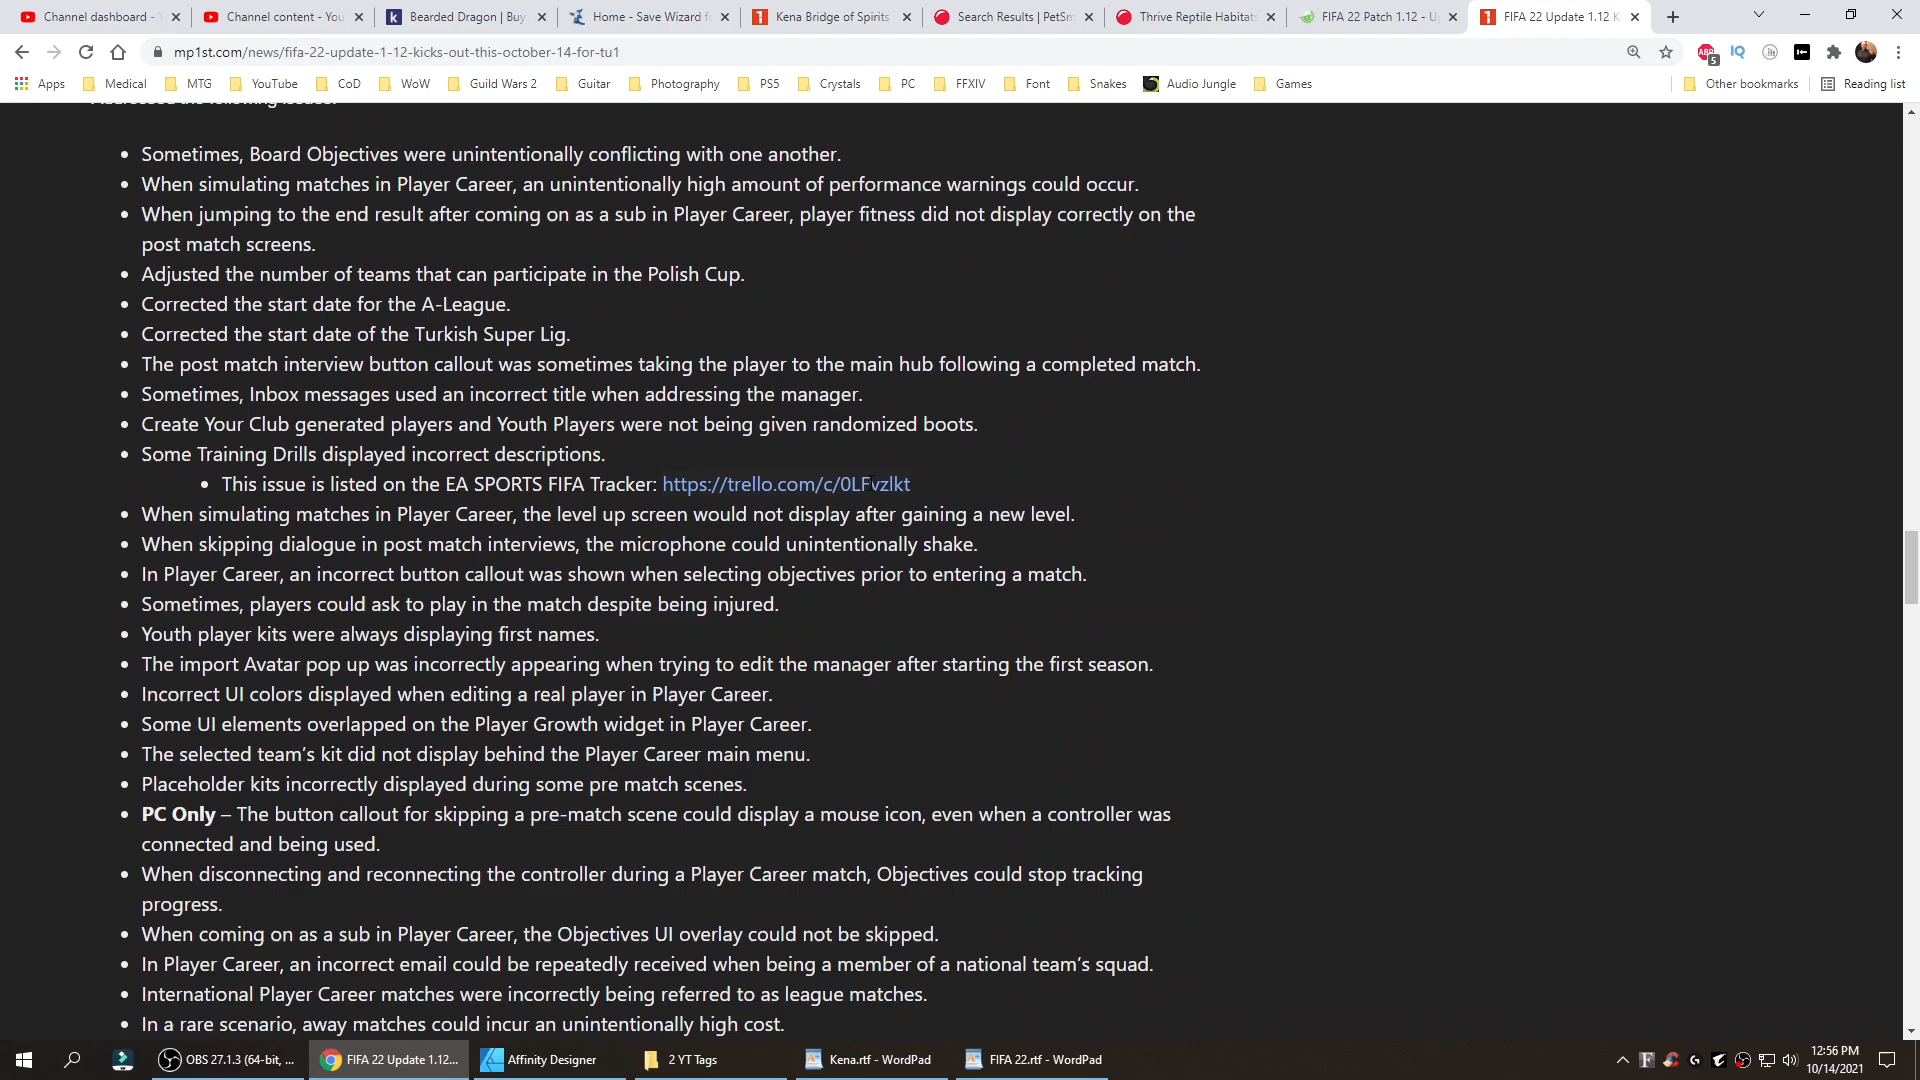 Channel dashboard -
Channel content - You
Bearded Dragon | Buy
Home - Save Wizard fo
Kena Bridge of Spirits
Search Results | PetSm
Thrive Reptile Habitats
FIFA 22 Patch 1.12 - U
FIFA 22 Update 1.12 K
mp1st.com/news/fifa-22-update-1-12-kicks-out-this-october-14-for-tu1
Apps
Medical
MTG
YouTube
CoD
WoW
Guild Wars 2
Guitar
Photography
PS5
Crystals
PC
FFXIV
Font
Snakes
Audio Jungle
Games
Other bookmarks
Reading list
Addressed the following issues:
• Sometimes, Board Objectives were unintentionally conflicting with one another.
• When simulating matches in Player Career, an unintentionally high amount of performance warnings could occur.
• When jumping to the end result after coming on as a sub in Player Career, player fitness did not display correctly on the
post match screens.
• Adjusted the number of teams that can participate in the Polish Cup.
• Corrected the start date for the A-League.
• Corrected the start date of the Turkish Super Lig.
• The post match interview button callout was sometimes taking the player to the main hub following a completed match.
• Sometimes, Inbox messages used an incorrect title when addressing the manager.
• Create Your Club generated players and Youth Players were not being given randomized boots.
• Some Training Drills displayed incorrect descriptions.
• This issue is listed on the EA SPORTS FIFA Tracker: https://trello.com/c/0LFvzlkt
• When simulating matches in Player Career, the level up screen would not display after gaining a new level.
• When skipping dialogue in post match interviews, the microphone could unintentionally shake.
• In Player Career, an incorrect button callout was shown when selecting objectives prior to entering a match.
• Sometimes, players could ask to play in the match despite being injured.
• Youth player kits were always displaying first names.
• The import Avatar pop up was incorrectly appearing when trying to edit the manager after starting the first season.
• Incorrect UI colors displayed when editing a real player in Player Career.
• Some UI elements overlapped on the Player Growth widget in Player Career.
• The selected team’s kit did not display behind the Player Career main menu.
• Placeholder kits incorrectly displayed during some pre match scenes.
• PC Only – The button callout for skipping a pre-match scene could display a mouse icon, even when a controller was
connected and being used.
• When disconnecting and reconnecting the controller during a Player Career match, Objectives could stop tracking
progress.
• When coming on as a sub in Player Career, the Objectives UI overlay could not be skipped.
• In Player Career, an incorrect email could be repeatedly received when being a member of a national team’s squad.
• International Player Career matches were incorrectly being referred to as league matches.
• In a rare scenario, away matches could incur an unintentionally high cost.
OBS 27.1.3 (64-bit, ...
FIFA 22 Update 1.12...
Affinity Designer
2 YT Tags
Kena.rtf - WordPad
FIFA 22.rtf - WordPad
12:56 PM
10/14/2021